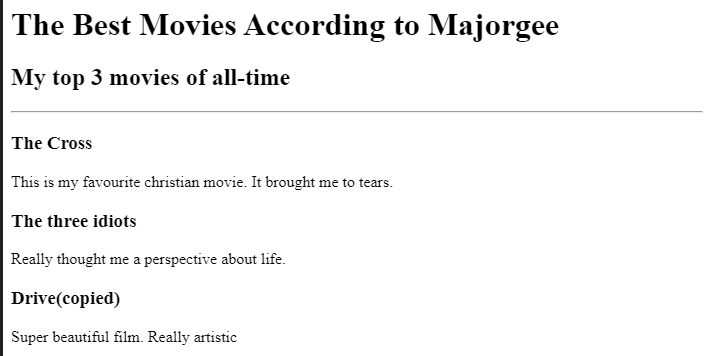 The Best Movies According to Majorgee
My top 3 movies of all-time
The Cross
This is my favourite christian movie. It brought me to tears.
The three idiots
Really thought me a perspective about life.
Drive(copied)
Super beautiful film. Really artistic